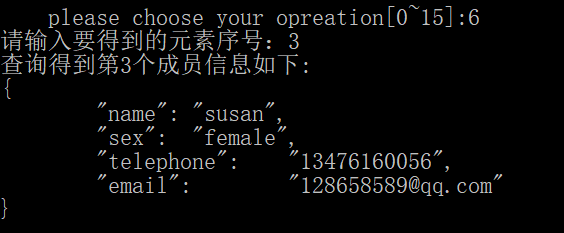 please choose your opreation[0~15]:6
请输入要得到的元素序号：3
查询得到第3个成员信息如下:
{
"name": "susan",
"sex": "female",
"telephone": "13476160056",
"email": "128658589@qq.com"
}